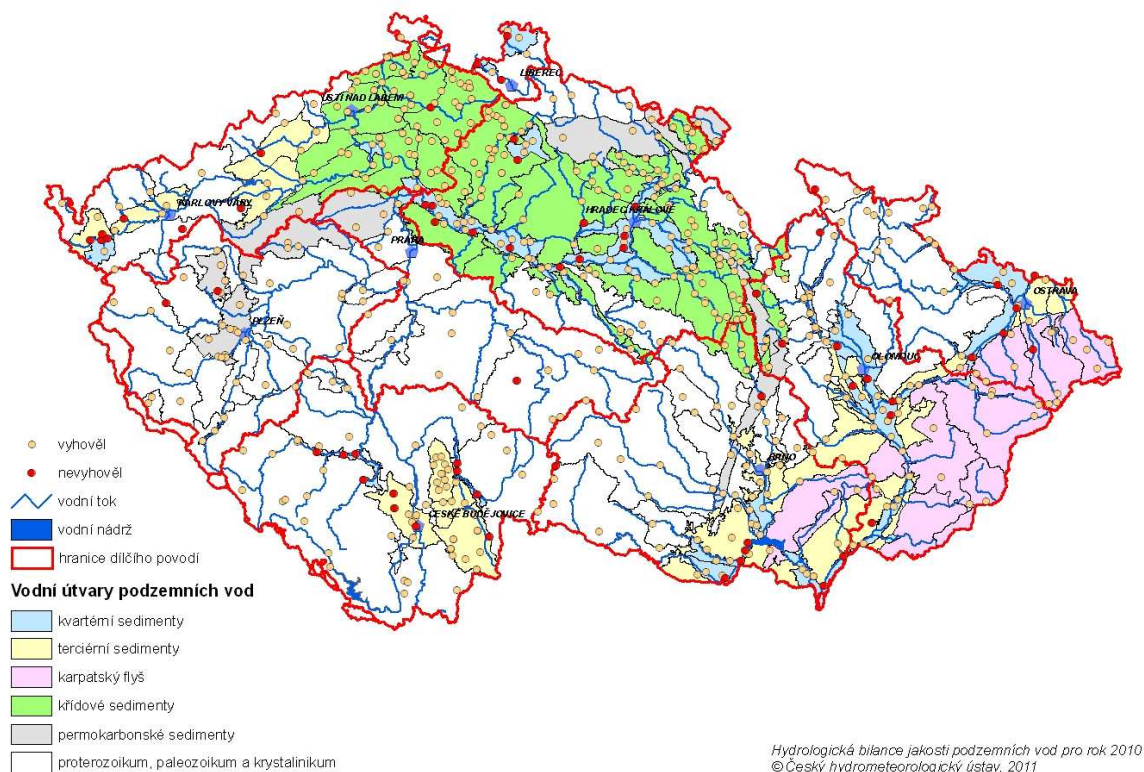 LIBEREC
ÚSTÍ NAD LABEM
KARLOVY VARY
HRADEC KRÁLOVÉ
PRAHA
OSTRAVA
PLZEŇ
OLOMOUC
BRNO
ČESKÉ BUDĚJOVICE
vyhověl
nevyhověl
vodní tok
vodní nádrž
hranice dílčího povodí
Vodní útvary podzemních vod
kvartérní sedimenty
terciérní sedimenty
karpatský flyš
křídové sedimenty
permokarbonské sedimenty
proterozoikum, paleozoikum a krystalinikum
Hydrologická bilance jakosti podzemních vod pro rok 2010
© Český hydrometeorologický ústav, 2011